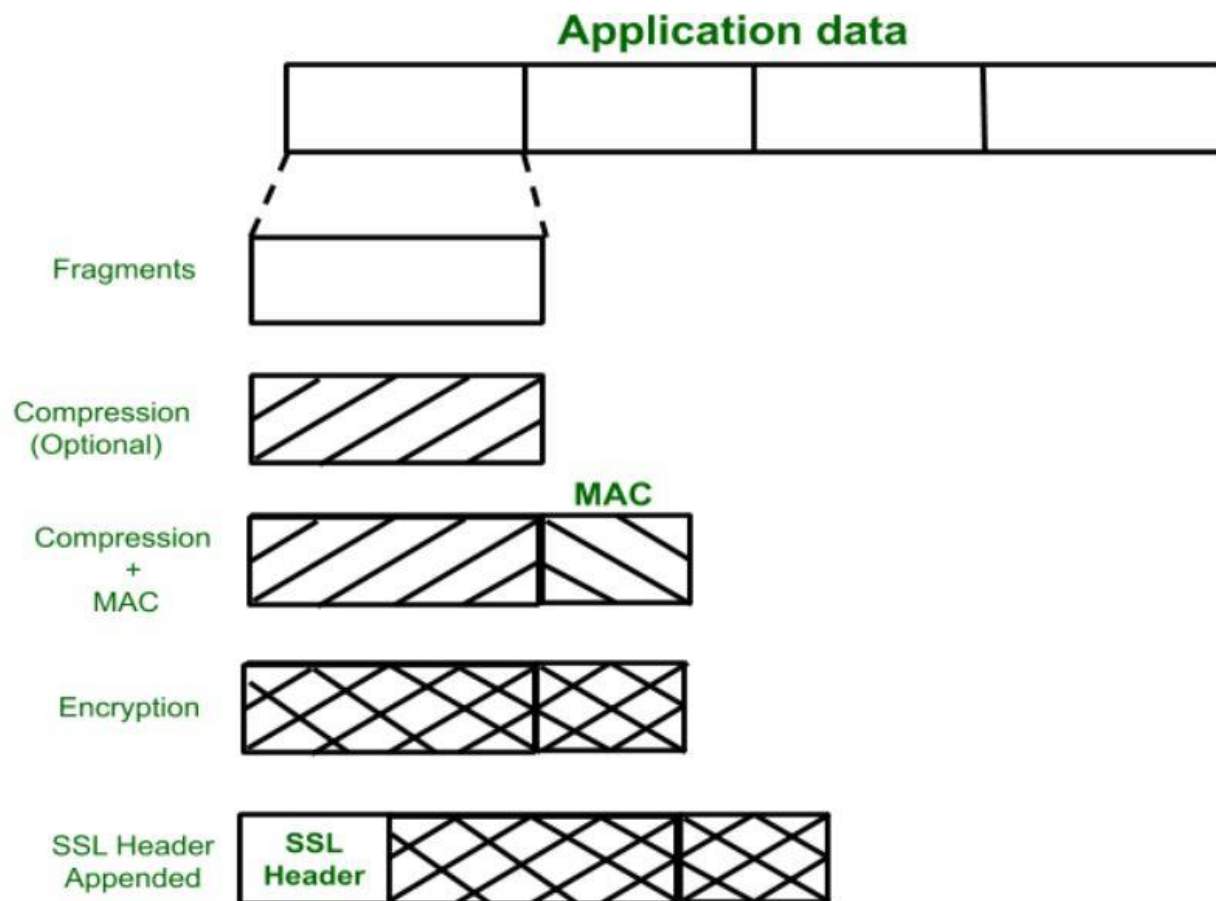 Application data
Fragments
Compression
(Optional)
MAC
Compression
+
MAC
Encryption
SSL Header
Appended
SSL
Header